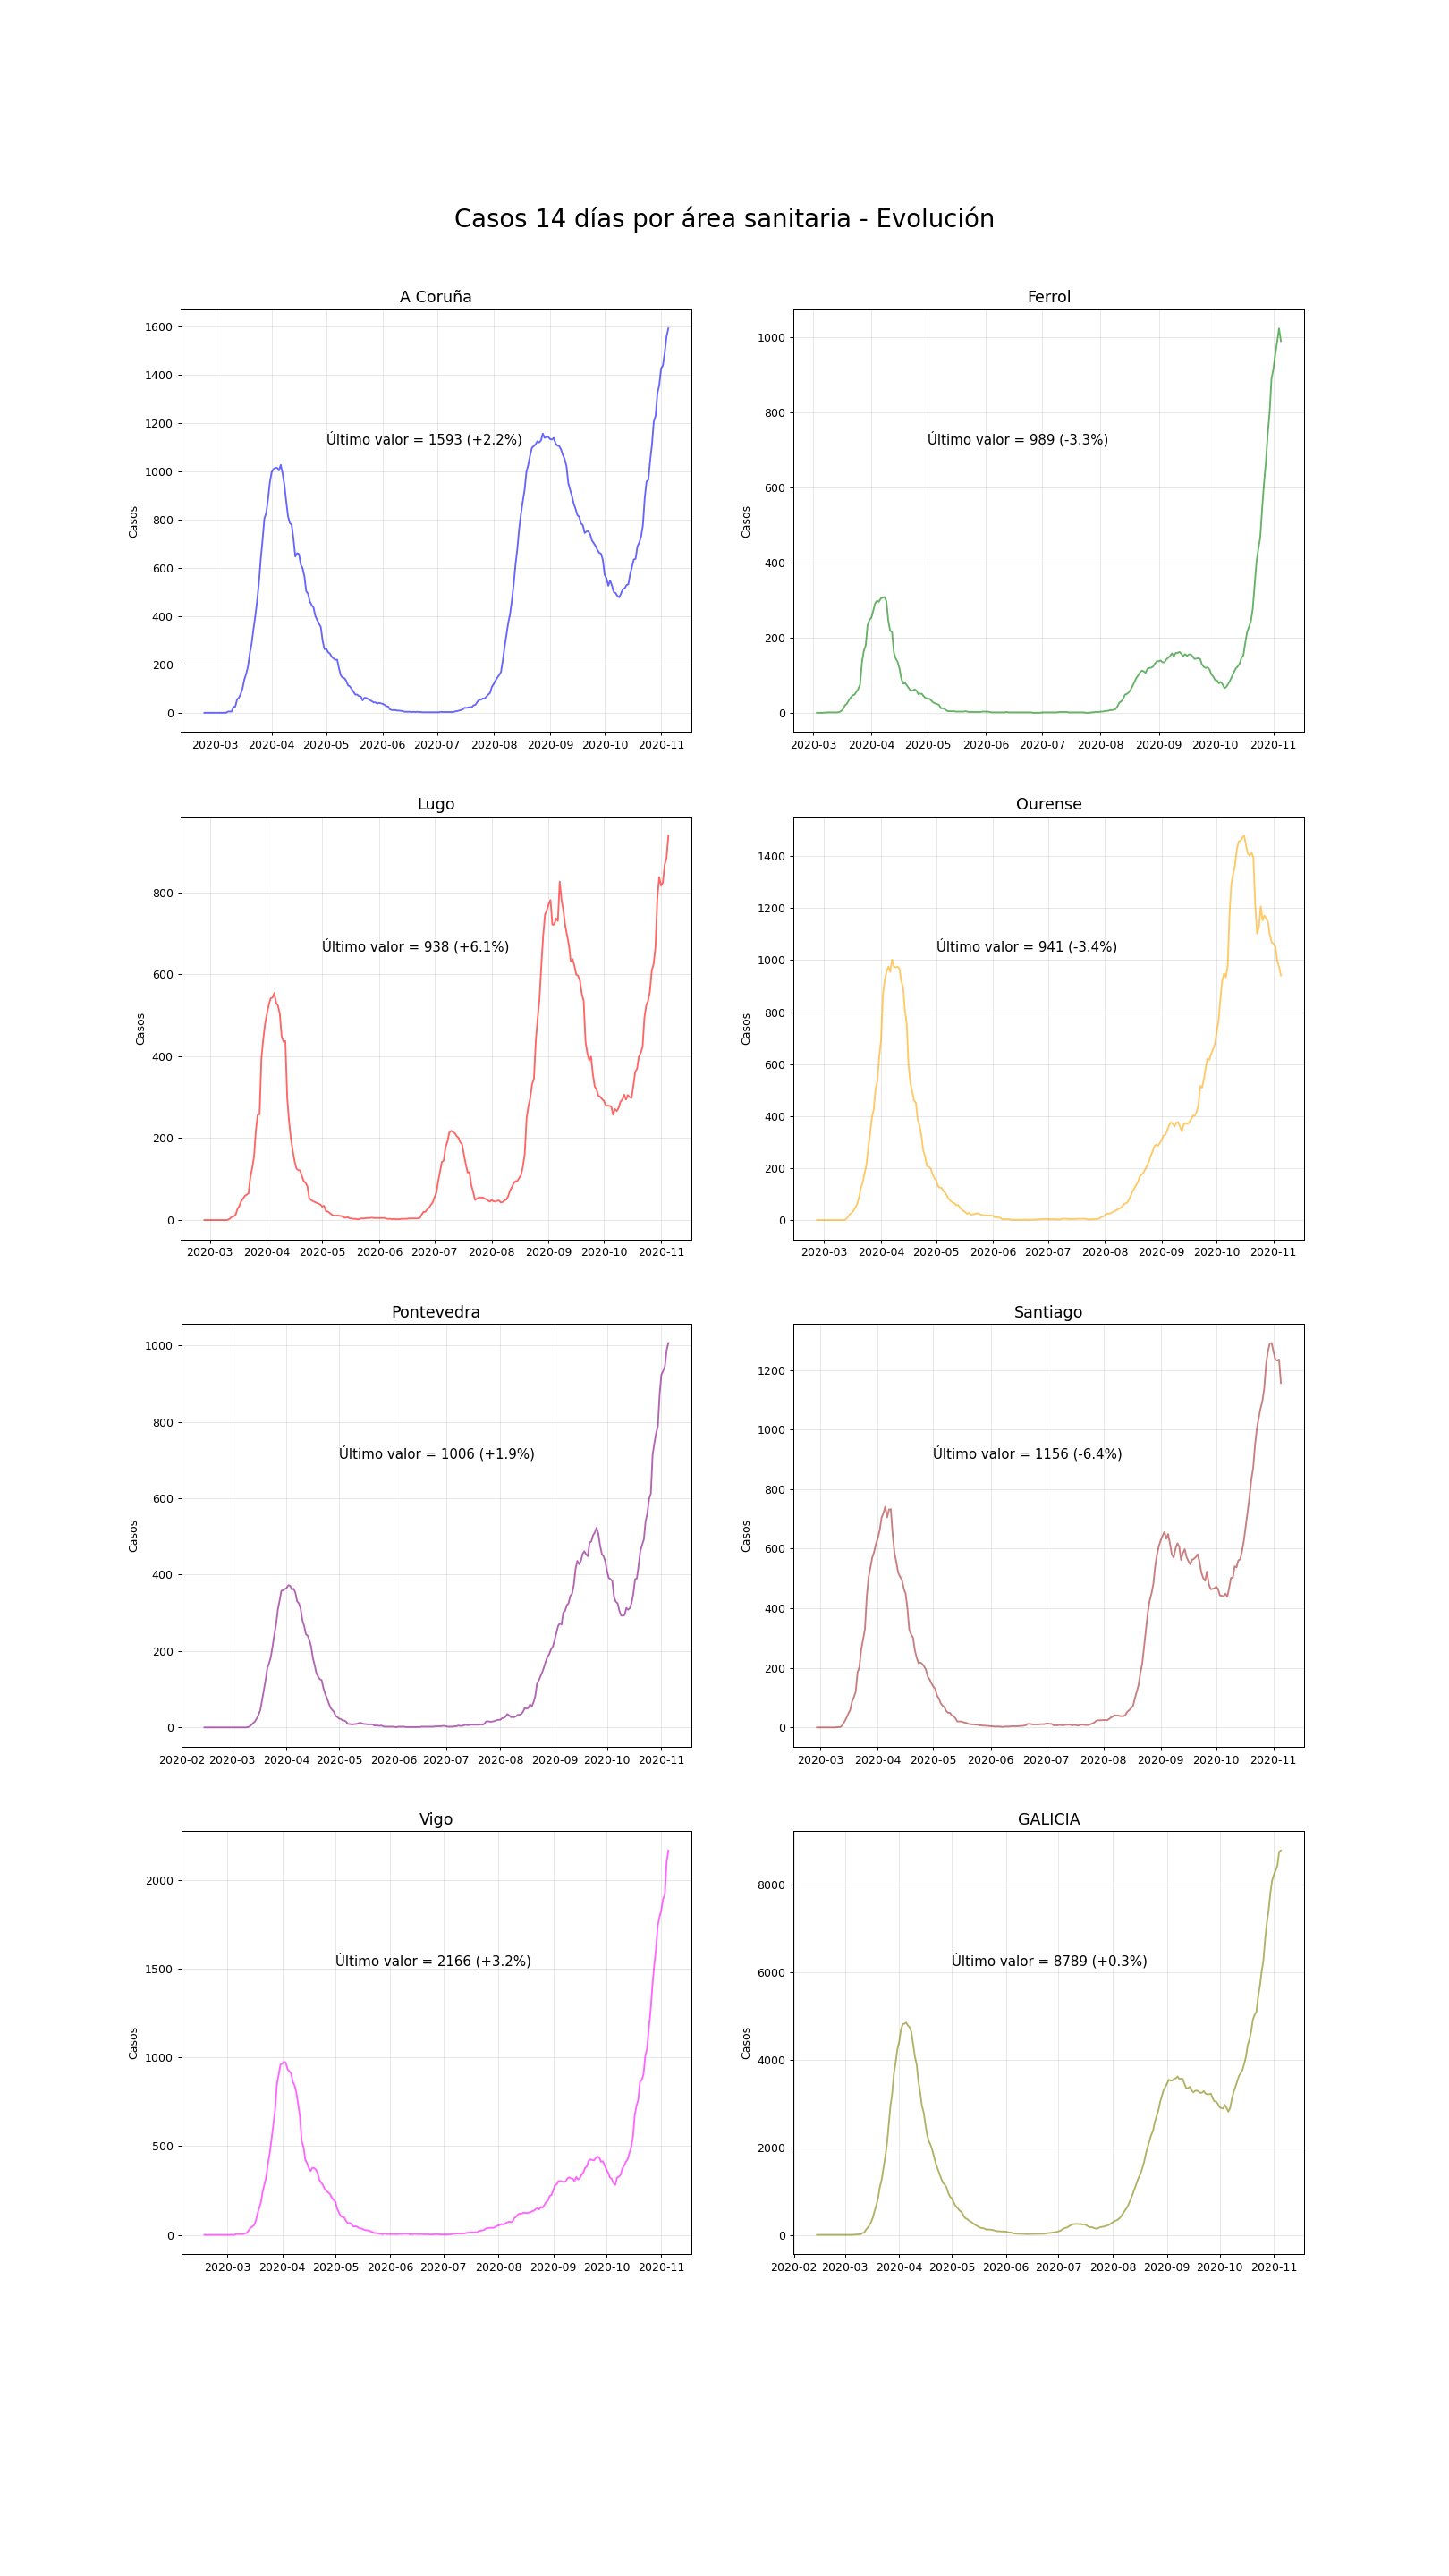 Casos 14 días por área sanitaria - Evolución
A Coruña
Casos
1600
1400
1200
1000
800
600
400
200
0
Último valor = 1593 (+2.2%)
2020-03 2020-04 2020-05 2020-06 2020-07 2020-08 2020-09 2020-10 2020-11
Ferrol
Casos
1000
800
600
400
200
0
Último valor = 989 (-3.3%)
2020-03 2020-04 2020-05 2020-06 2020-07 2020-08 2020-09 2020-10 2020-11
Lugo
Casos
800
600
400
200
0
Último valor = 938 (+6.1%)
2020-03 2020-04 2020-05 2020-06 2020-07 2020-08 2020-09 2020-10 2020-11
Ourense
Casos
1400
1200
1000
800
600
400
200
0
Último valor = 941 (-3.4%)
2020-03 2020-04 2020-05 2020-06 2020-07 2020-08 2020-09 2020-10 2020-11
Pontevedra
Casos
1000
800
600
400
200
0
Último valor = 1006 (+1.9%)
2020-02 2020-03 2020-04 2020-05 2020-06 2020-07 2020-08 2020-09 2020-10 2020-11
Santiago
Casos
1200
1000
800
600
400
200
0
Último valor = 1156 (-6.4%)
2020-03 2020-04 2020-05 2020-06 2020-07 2020-08 2020-09 2020-10 2020-11
Vigo
Casos
2000
1500
1000
500
0
Último valor = 2166 (+3.2%)
2020-03 2020-04 2020-05 2020-06 2020-07 2020-08 2020-09 2020-10 2020-11
GALICIA
Casos
8000
6000
4000
2000
0
Último valor = 8789 (+0.3%)
2020-02 2020-03 2020-04 2020-05 2020-06 2020-07 2020-08 2020-09 2020-10 2020-11